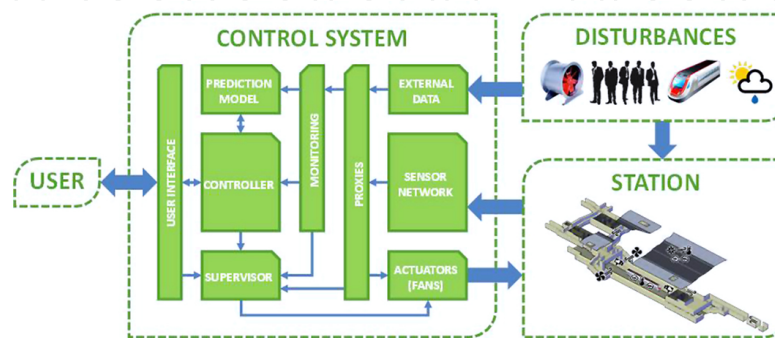 CONTROL SYSTEM
DISTURBANCES
PREDICTION
MODEL
EXTERNAL
DATA
USER
USER INTERFACE
CONTROLLER
MONITORING
PROXIES
SENSOR
NETWORK
STATION
SUPERVISOR
ACTUATORS
(FANS)